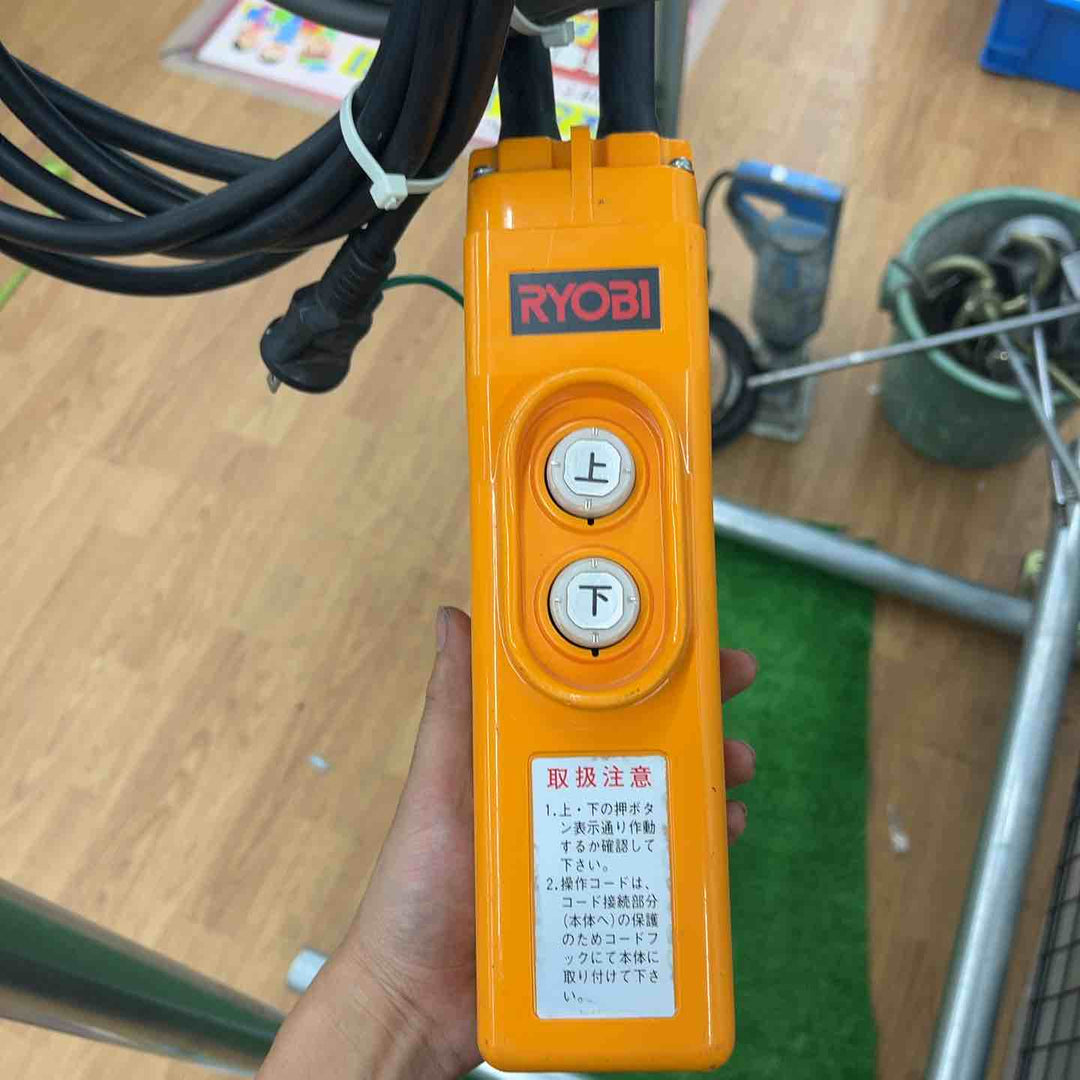 RYOBI
上
下
取扱注意
1.上・下の押ボタ
ン表示通り作動
するか確認して
下さい。
2.操作コードは、
コード接続部分
(本体へ)の保護
のためコードフ
ックにて本体に
取り付けて下さ
い。